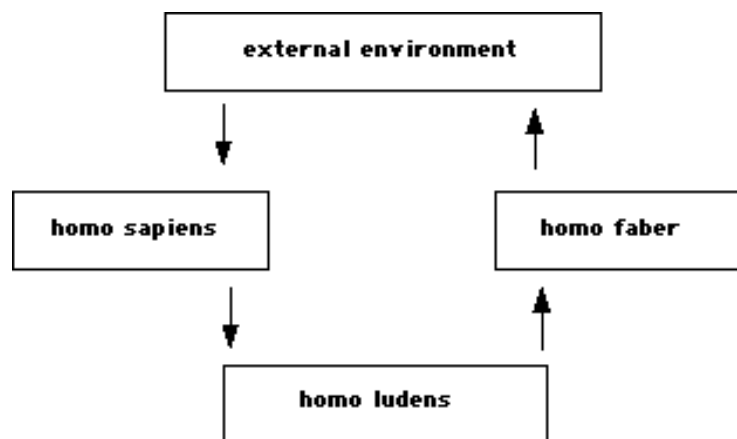 external environment
homo sapiens
homo faber
homo ludens